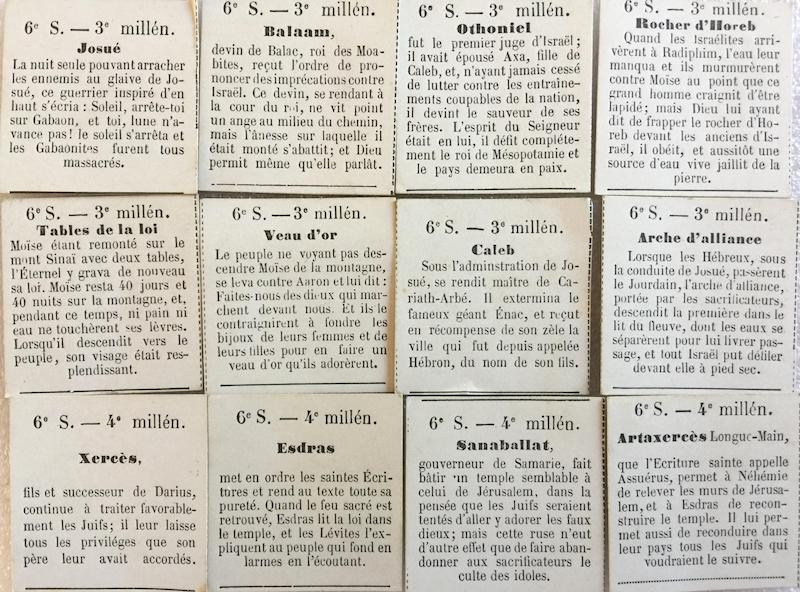 6e S. — 3e millén.
Josué
La nuit seule pouvant arracher
les ennemis au glaive de Jo-
sué, ce guerrier inspiré d'en
haut s'écria : Soleil, arrête-toi
sur Gabaon, et toi, lune n'a-
vance pas! le soleil s'arrêta et
les Gabaonites furent tous
massacrés.
6e S. — 3e millén.
Balaam,
devin de Balac, roi des Moa-
bites, reçut l'ordre de pro-
noncer des imprécations contre
Israël. Ce devin, se rendant à
la cour du roi, ne vit point
un ange au milieu du chemin,
mais l'ânesse sur laquelle il
était monté s'abattit; et Dieu
permit même qu'elle parlât.
6e S. — 3e millén.
Othoniel
fut le premier juge d'Israël;
il avait épousé Axa, fille de
Caleb, et, n'ayant jamais cessé
de lutter contre les entraîne-
ments coupables de la nation,
il devint le sauveur de ses
frères. L'esprit du Seigneur
était en lui, il défit complète-
ment le roi de Mésopotamie et
le pays demeura en paix.
6e S. — 3e millén.
Rocher d'Horeb
Quand les Israélites arri-
vèrent à Radiphim, l'eau leur
manqua et ils murmurèrent
contre Moïse au point que ce
grand homme craignit d'être
lapidé; mais Dieu lui ayant
dit de frapper le rocher d'Ho-
reb devant les anciens d'Is-
raël, il obéit, et aussitôt une
source d'eau vive jaillit de la
pierre.
6e S. — 3e millén.
Tables de la loi
Moïse étant remonté sur le
mont Sinaï avec deux tables,
l'Éternel y grava de nouveau
sa loi. Moïse resta 40 jours et
40 nuits sur la montagne, et,
pendant ce temps, ni pain ni
eau ne touchèrent ses lèvres.
Lorsqu'il descendit vers le
peuple, son visage était res-
plendissant.
6e S. — 3e millén.
Veau d'or
Le peuple ne voyant pas des-
cendre Moïse de la montagne,
se leva contre Aaron et lui dit :
Faites-nous des dieux qui mar-
chent devant nous. Et ils le
contraignirent à fondre les
bijoux de leurs femmes et de
leurs filles pour en faire un
veau d'or qu'ils adorèrent.
6e S. — 3e millén.
Caleb
Sous l'adminstration de Jo-
sué, se rendit maître de Ca-
riath-Arbé. Il extermina le
fameux géant Énac, et reçut
en récompense de son zèle la
ville qui fut depuis appelée
Hébron, du nom de son fils.
6e S. — 3e millén.
Arche d'alliance
Lorsque les Hébreux, sous
la conduite de Josué, passèrent
le Jourdain, l'arche d'alliance,
portée par les sacrificateurs,
descendit la première dans le
lit du fleuve, dont les eaux se
séparèrent pour lui livrer pas-
sage, et tout Israël put défiler
devant elle à pied sec.
6e S. — 4e millén.
Xercès,
fils et successeur de Darius,
continue à traiter favorable-
ment les Juifs; il leur laisse
tous les priviléges que son
père leur avait accordés.
6e S. — 4e millén.
Esdras
met en ordre les saintes Écri-
tures et rend au texte toute sa
pureté. Quand le feu sacré est
retrouvé, Esdras lit la loi dans
le temple, et les Lévites l'ex-
pliquent au peuple qui fond en
larmes en l'écoutant.
6e S. — 4e millén.
Sanaballat,
gouverneur de Samarie, fait
bâtir un temple semblable à
celui de Jérusalem, dans la
pensée que les Juifs seraient
tentés d'aller y adorer les faux
dieux; mais cette ruse n'eut
d'autre effet que de faire aban-
donner aux sacrificateurs le
culte des idoles.
6e S. — 4e millén.
Artaxercès Longue-Main,
que l'Ecriture sainte appelle
Assuérus, permet à Néhémie
de relever les murs de Jérusa-
lem, et à Esdras de recon-
struire le temple. Il lui per-
met aussi de reconduire dans
leur pays tous les Juifs qui
voudraient le suivre.